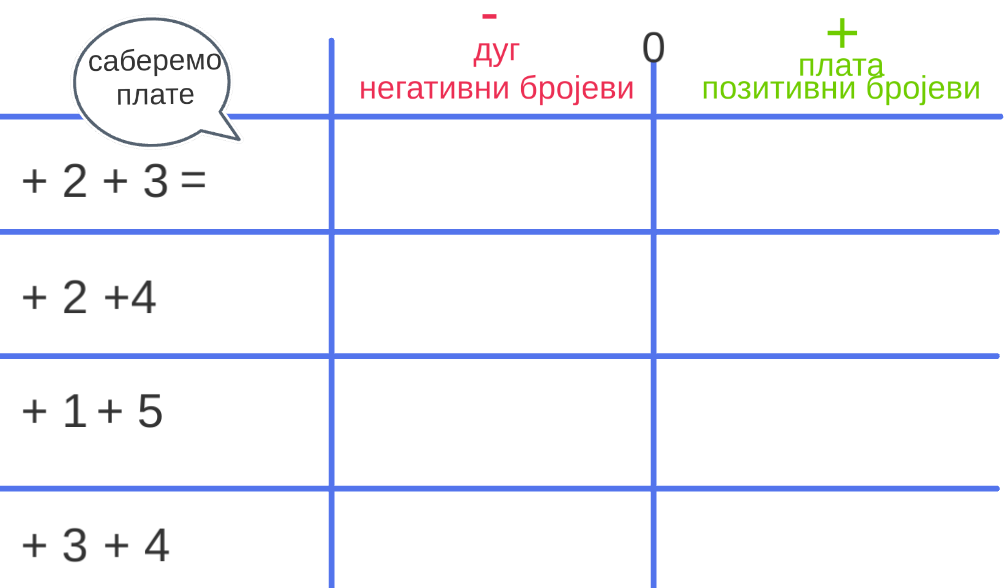 саберемо
плате
-
дуг
негативни бројеви
0
+
плата
позитивни бројеви
+ 2 + 3 =
+ 2 +4
+ 1 + 5
+ 3 + 4